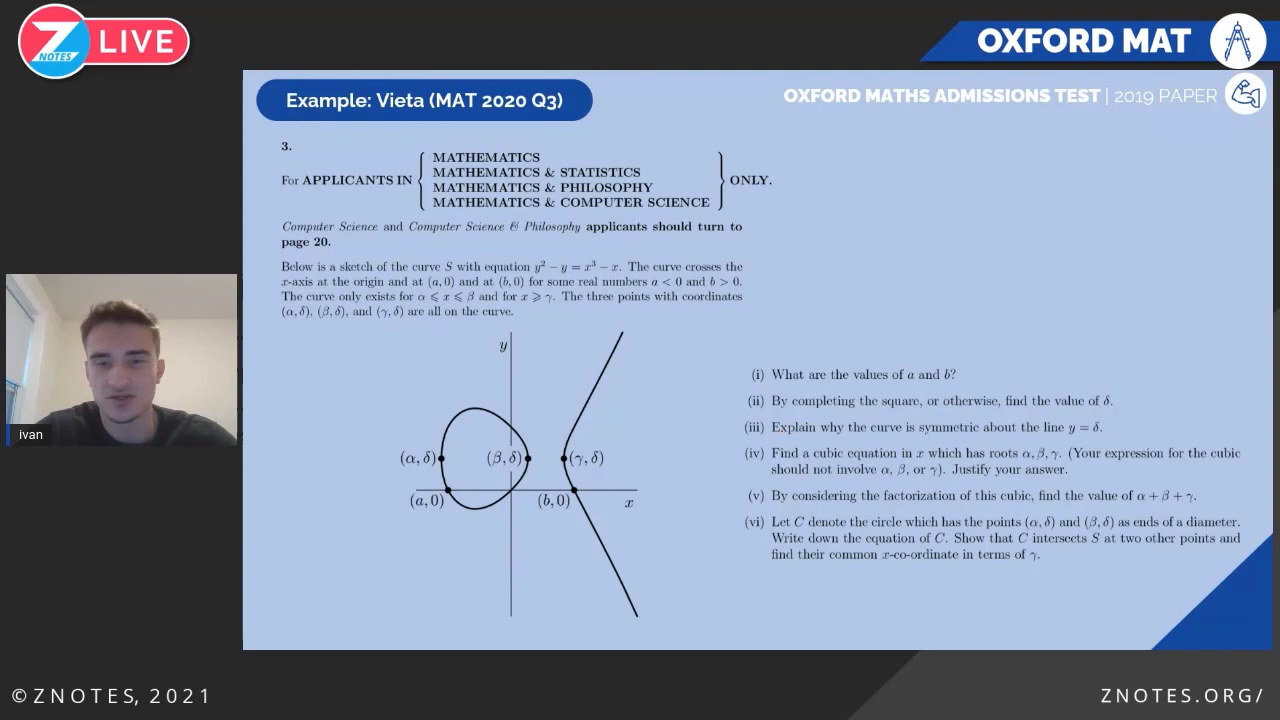 Z
NOTES
LIVE
OXFORD MAT
Example: Vieta (MAT 2020 Q3)
OXFORD MATHS ADMISSIONS TEST | 2019 PAPER
3.
For APPLICANTS IN
MATHEMATICS
MATHEMATICS & STATISTICS
MATHEMATICS & PHILOSOPHY
MATHEMATICS & COMPUTER SCIENCE
ONLY.
Computer Science and Computer Science & Philosophy applicants should turn to
page 20.
Below is a sketch of the curve S with equation y² − y = x³ − x. The curve crosses the
x-axis at the origin and at (a, 0) and at (b, 0) for some real numbers a < 0 and b > 0.
The curve only exists for α ⩽ x ⩽ β and for x ⩾ γ. The three points with coordinates
(α, δ), (β, δ), and (γ, δ) are all on the curve.
y
(α, δ)
(β, δ)
(γ, δ)
(a, 0)
(b, 0)
x
(i) What are the values of a and b?
(ii) By completing the square, or otherwise, find the value of δ.
(iii) Explain why the curve is symmetric about the line y = δ.
(iv) Find a cubic equation in x which has roots α, β, γ. (Your expression for the cubic
should not involve α, β, or γ). Justify your answer.
(v) By considering the factorization of this cubic, find the value of α + β + γ.
(vi) Let C denote the circle which has the points (α, δ) and (β, δ) as ends of a diameter.
Write down the equation of C. Show that C intersects S at two other points and
find their common x-co-ordinate in terms of γ.
ivan
© ZNOTES, 2021
ZNOTES.ORG/